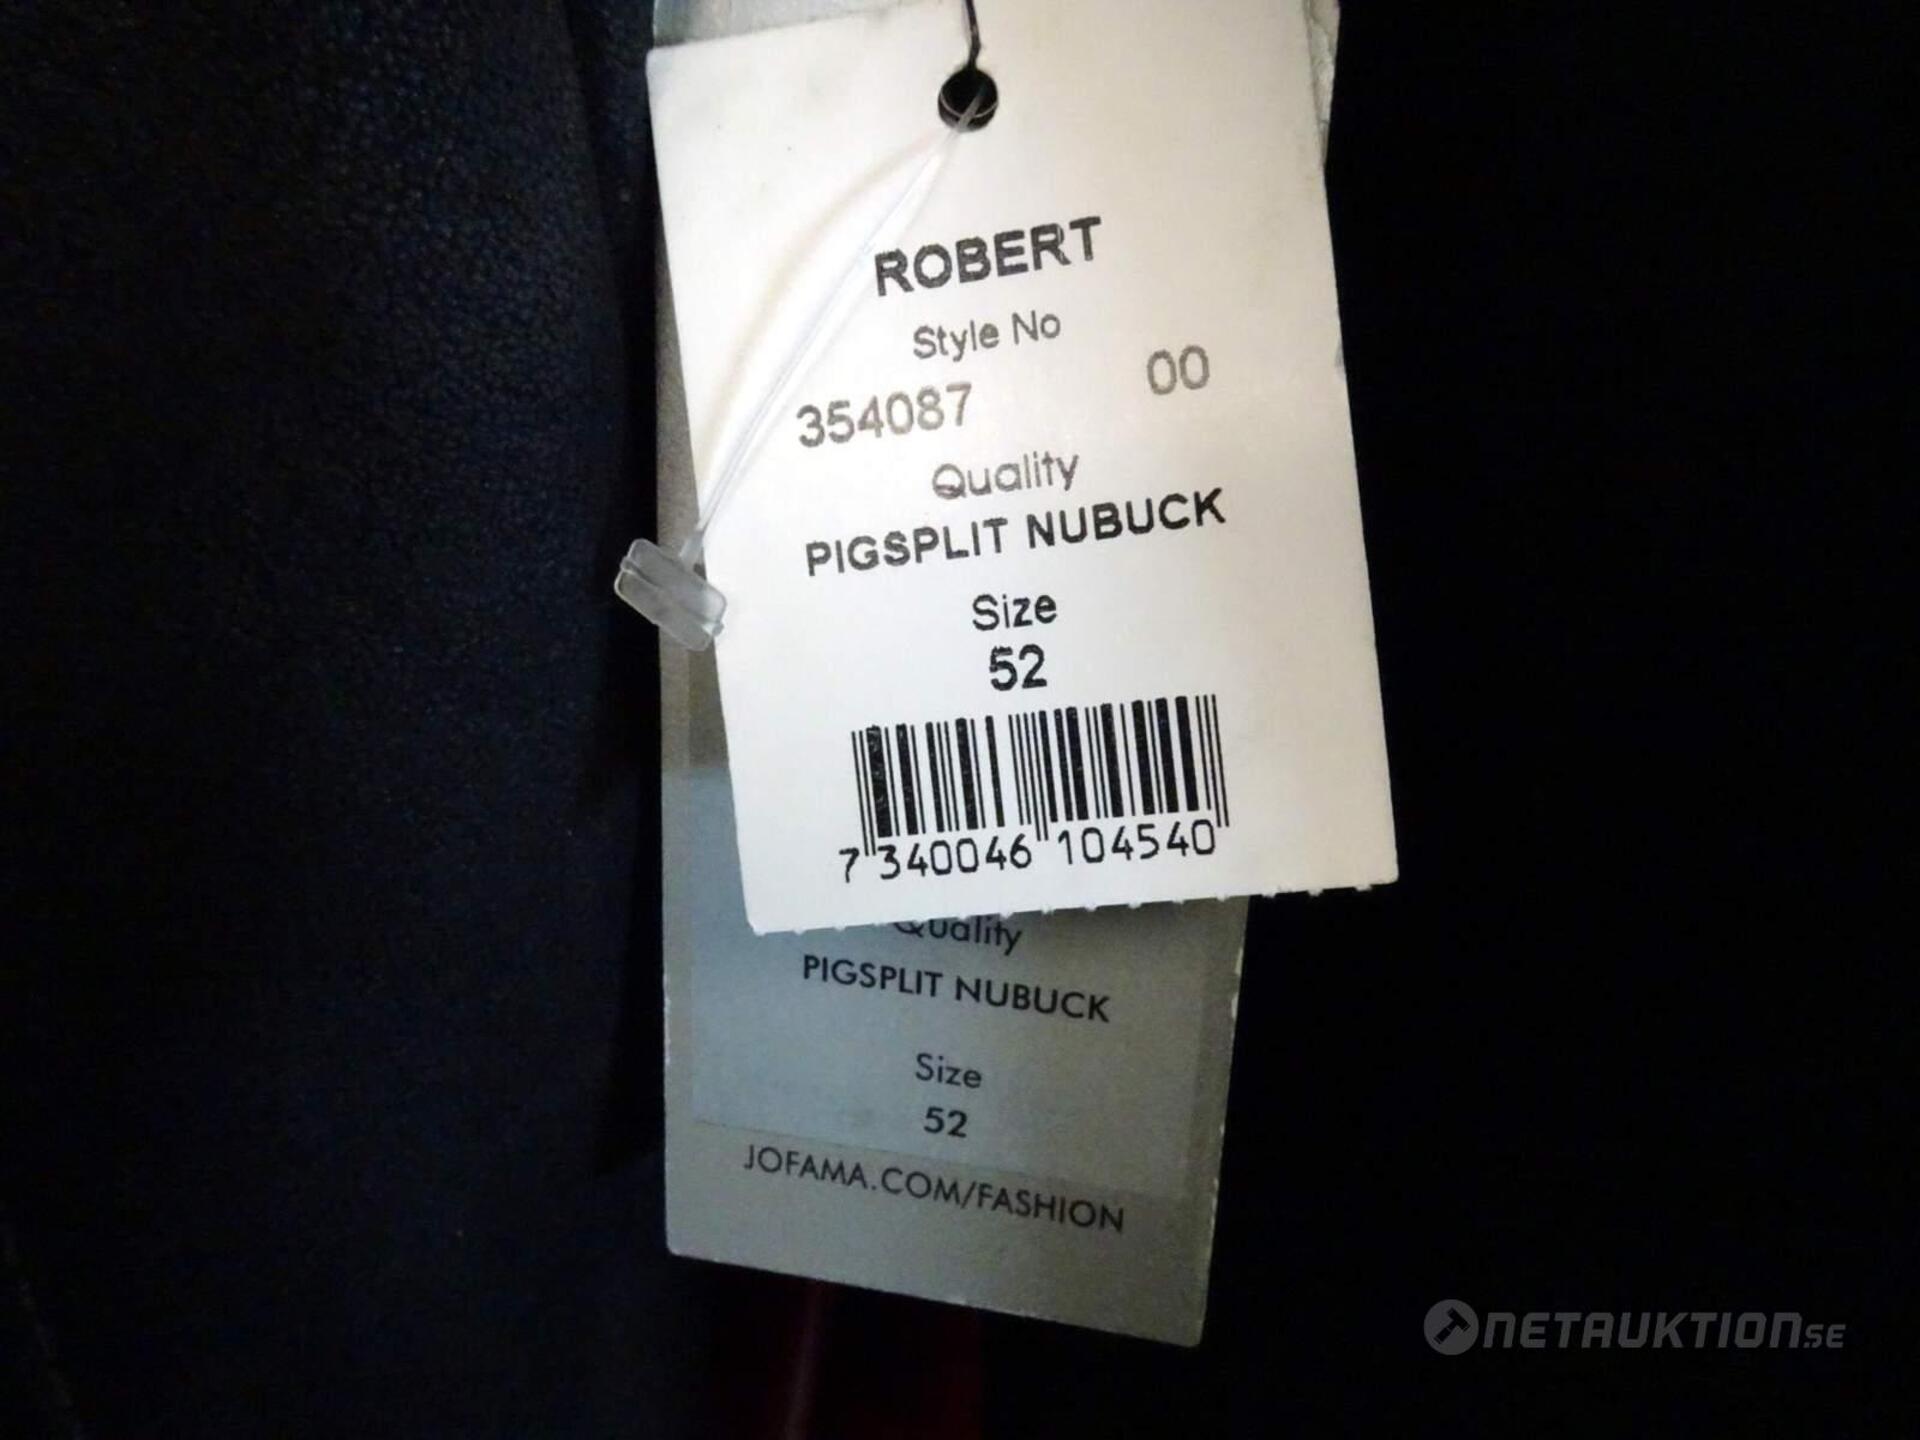 ROBERT
Style No
354087 00
Quality
PIGSPLIT NUBUCK
Size
52
7 340046 104540
Quality
PIGSPLIT NUBUCK
Size
52
JOFAMA.COM/FASHION
NETAUKTION.SE